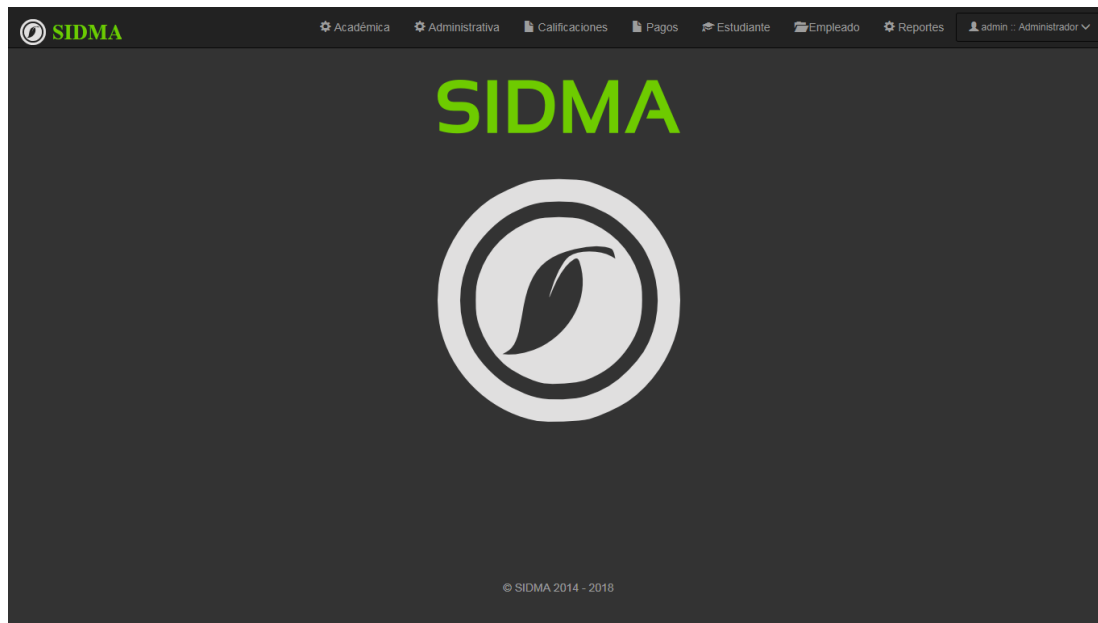 SIDMA
Académica Administrativa Calificaciones Pagos Estudiante Empleado Reportes admin :: Administrador
SIDMA
© SIDMA 2014 - 2018